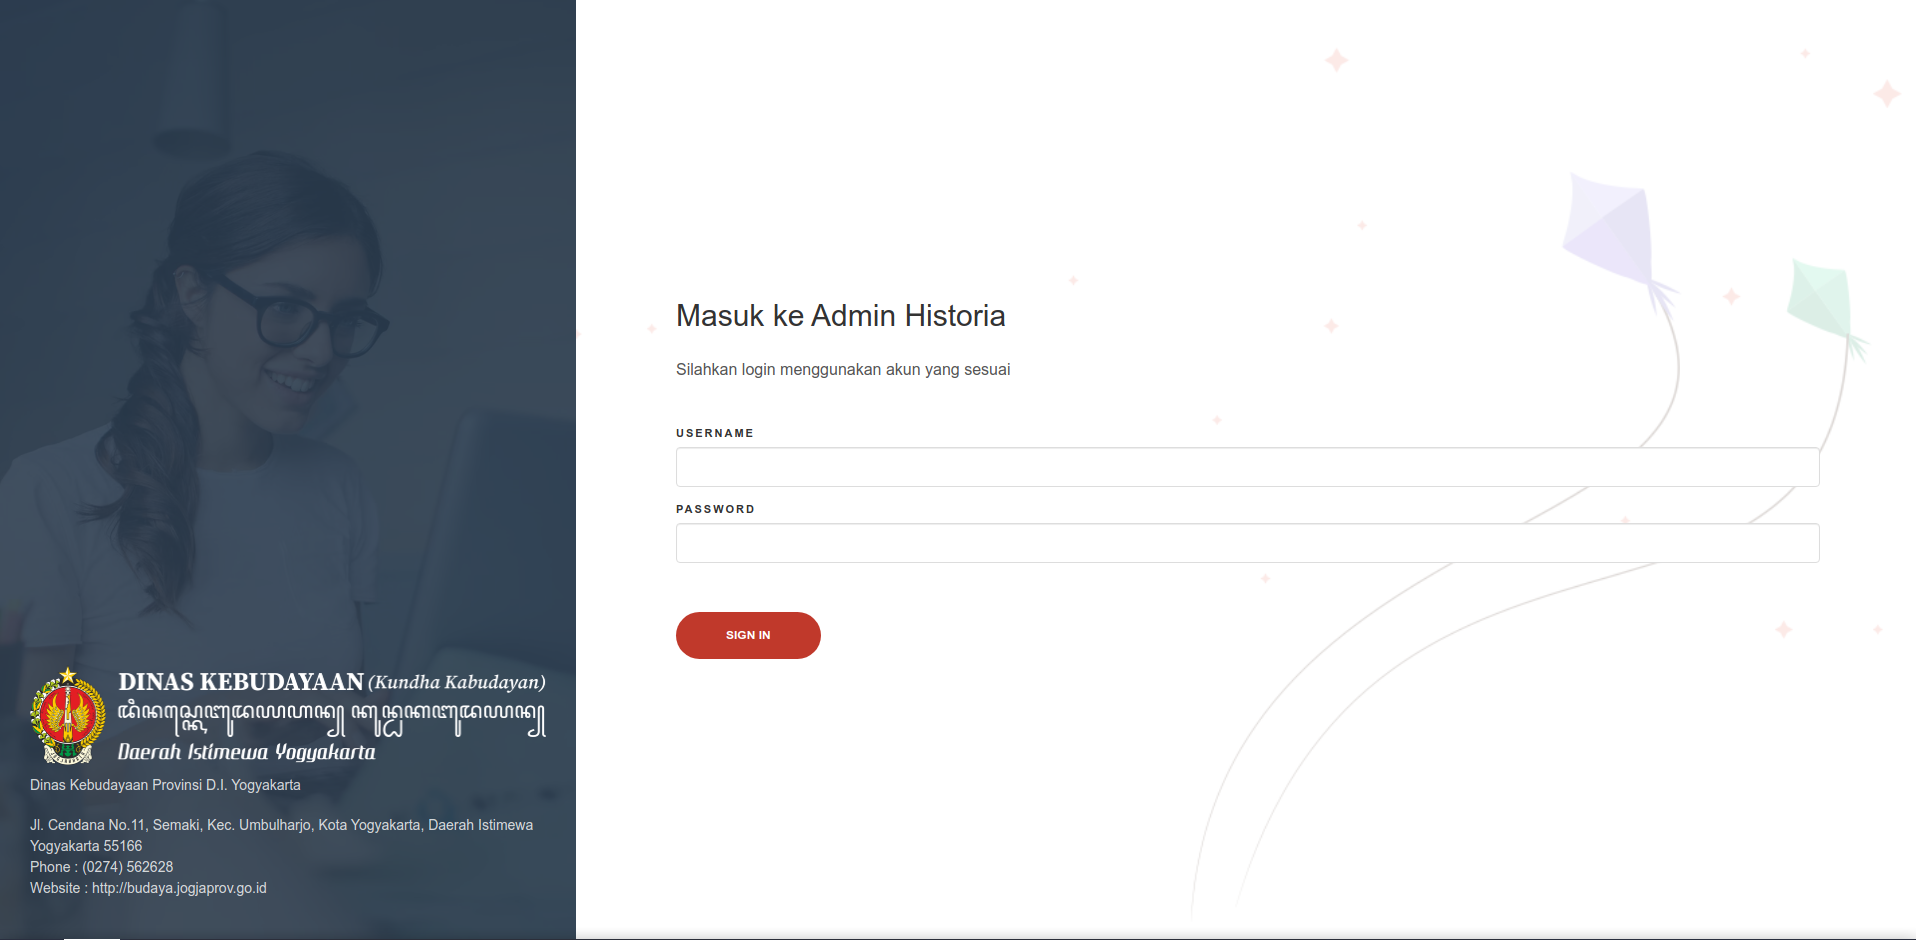 DINAS KEBUDAYAAN (Kundha Kabudayan)
Daerah Istimewa Yogyakarta
Dinas Kebudayaan Provinsi D.I. Yogyakarta
Jl. Cendana No.11, Semaki, Kec. Umbulharjo, Kota Yogyakarta, Daerah Istimewa
Yogyakarta 55166
Phone : (0274) 562628
Website : http://budaya.jogjaprov.go.id
Masuk ke Admin Historia
Silahkan login menggunakan akun yang sesuai
USERNAME
PASSWORD
SIGN IN